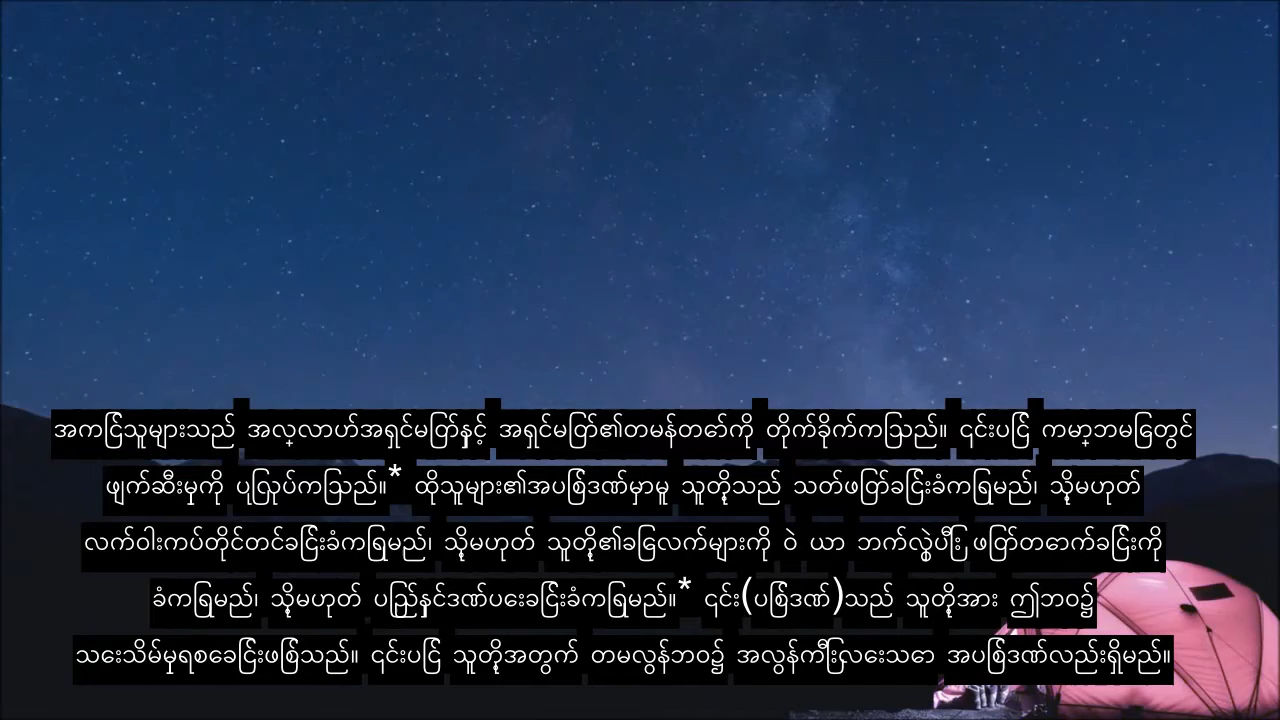 အကြင်သူများသည် အလ္လာဟ်အရှင်မြတ်နှင့် အရှင်မြတ်၏တမန်တော်ကို တိုက်ခိုက်ကြသည်။ ၎င်းပြင် ကမ္ဘာမြေတွင်
ဖျက်ဆီးမှုကို ပြုလုပ်ကြသည်။* ထိုသူများ၏အပြစ်ဒဏ်မှာမူ သူတို့သည် သတ်ဖြတ်ခြင်းခံကြရမည်၊ သို့မဟုတ်
လက်ဝါးကပ်တိုင်တင်ခြင်းခံကြရမည်၊ သို့မဟုတ် သူတို့၏ခြေလက်များကို ဝဲ ယာ ဘက်လွှဲပြီး ဖြတ်တောက်ခြင်းကို
ခံကြရမည်၊ သို့မဟုတ် ပြည်နှင်ဒဏ်ပေးခြင်းခံကြရမည်။* ၎င်း(ပြစ်ဒဏ်)သည် သူတို့အား ဤဘဝ၌
သေးသိမ်မှုရစေခြင်းဖြစ်သည်။ ၎င်းပြင် သူတို့အတွက် တမလွန်ဘဝ၌ အလွန်ကြီးလေးသော အပြစ်ဒဏ်လည်းရှိမည်။